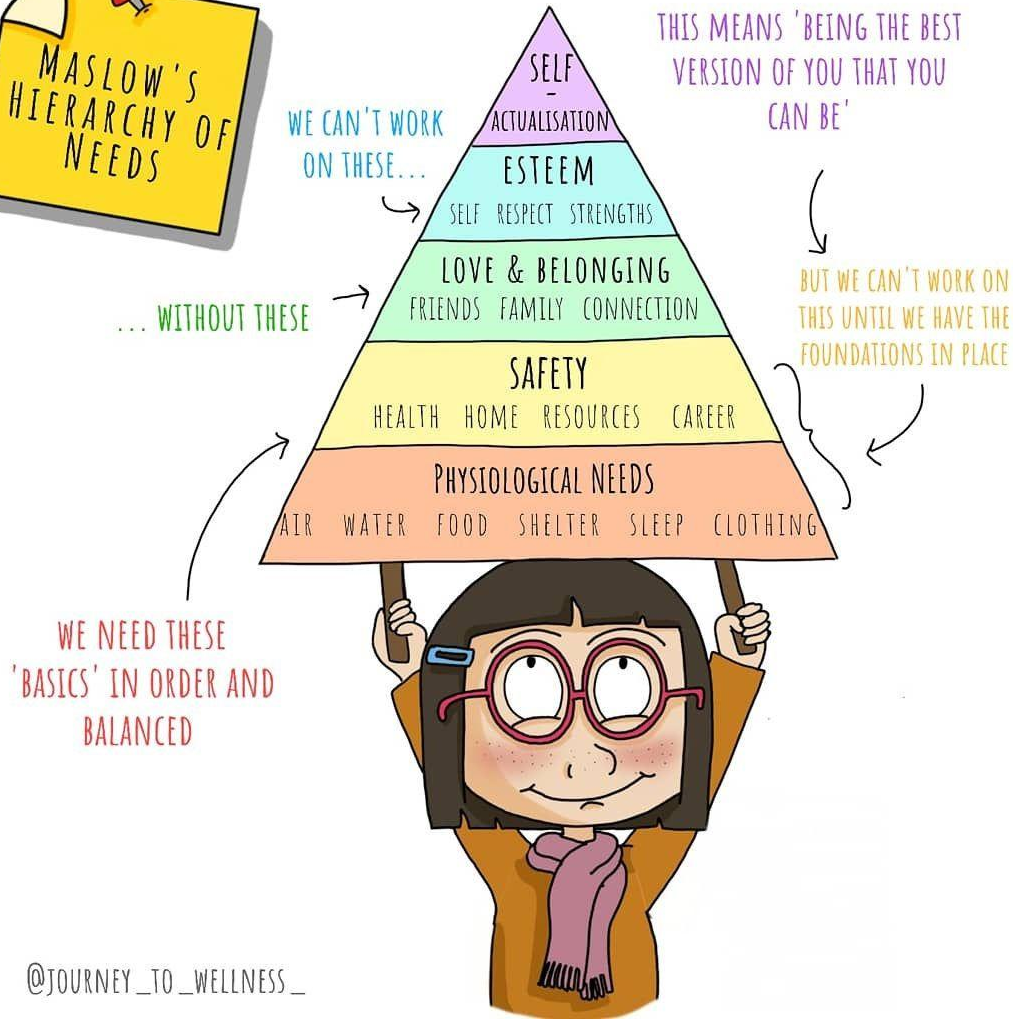 MASLOW'S
HIERARCHY OF
NEEDS
THIS MEANS 'BEING THE BEST
VERSION OF YOU THAT YOU
CAN BE'
WE CAN'T WORK
ON THESE...
SELF
-
ACTUALISATION
ESTEEM
SELF RESPECT STRENGTHS
... WITHOUT THESE
LOVE & BELONGING
FRIENDS FAMILY CONNECTION
BUT WE CAN'T WORK ON
THIS UNTIL WE HAVE THE
FOUNDATIONS IN PLACE
SAFETY
HEALTH HOME RESOURCES CAREER
PHYSIOLOGICAL NEEDS
AIR WATER FOOD SHELTER SLEEP CLOTHING
WE NEED THESE
'BASICS' IN ORDER AND
BALANCED
@JOURNEY_TO_WELLNESS_